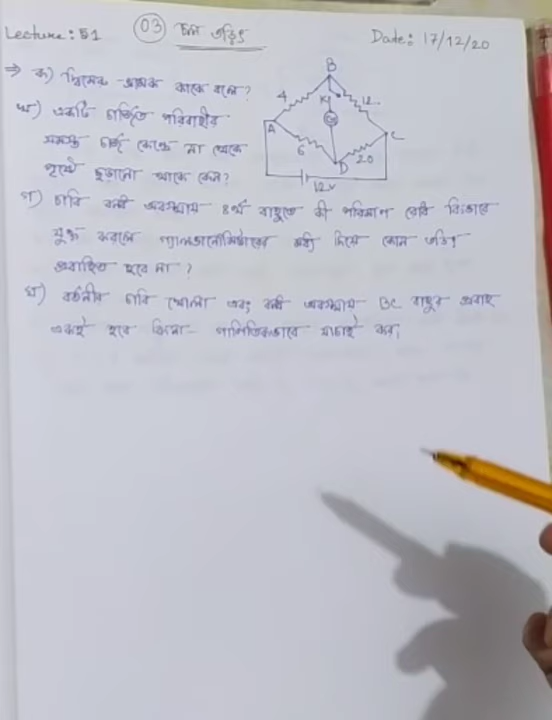 Lecture: 51
03 চল তড়িৎ
Date: 17/12/20
B
4
K
12
G
A
C
6
D
20
12V
⇒ ক) কাকে বলে?
খ) একটি চার্জিত পরিবাহীর
সমস্ত চার্জ কেন্দ্রে না থেকে
পৃষ্ঠে ছড়ানো থাকে কেন?
গ) চাবি বন্ধ অবস্থায় ৪র্থ বাহুতে কী পরিমাণ রোধ কিভাবে
যুক্ত করলে গ্যালভানোমিটারের মধ্য দিয়ে কোন তড়িৎ
প্রবাহিত হবে না?
ঘ) বর্তনীর চাবি খোলা এবং বন্ধ অবস্থায় BC বাহুর প্রবাহ
একই হবে কিনা- গাণিতিকভাবে যাচাই কর।